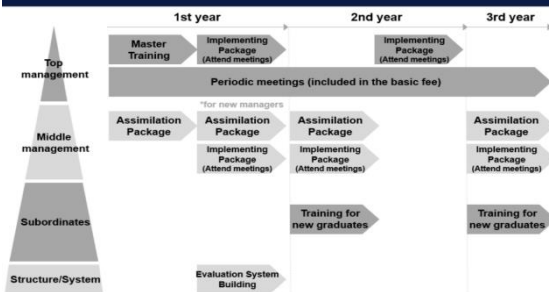 1st year
2nd year
3rd year
Top
management
Master
Training
Implementing
Package
(Attend meetings)
Implementing
Package
(Attend meetings)
Periodic meetings (included in the basic fee)
*for new managers
Middle
management
Assimilation
Package
Assimilation
Package
Assimilation
Package
Assimilation
Package
Implementing
Package
(Attend meetings)
Implementing
Package
(Attend meetings)
Implementing
Package
(Attend meetings)
Subordinates
Training for
new graduates
Training for
new graduates
Structure/System
Evaluation System
Building